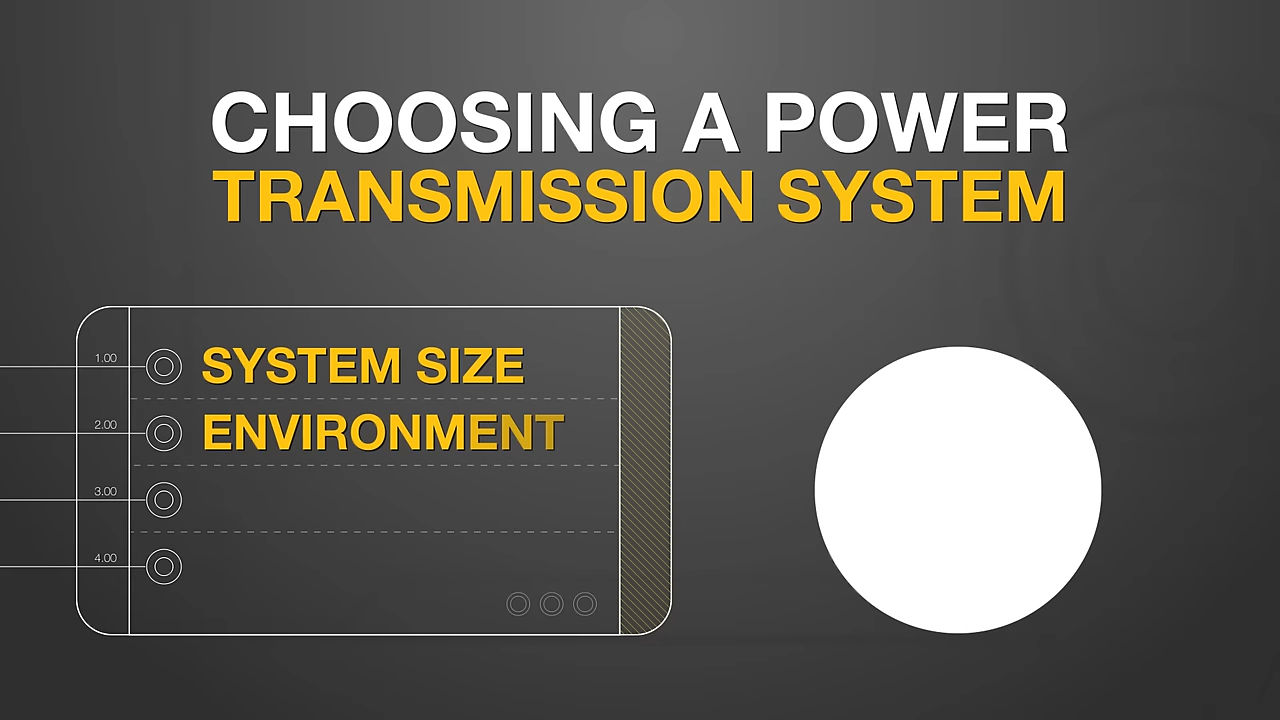 CHOOSING A POWER
TRANSMISSION SYSTEM
1.00 SYSTEM SIZE
2.00 ENVIRONMENT
3.00
4.00